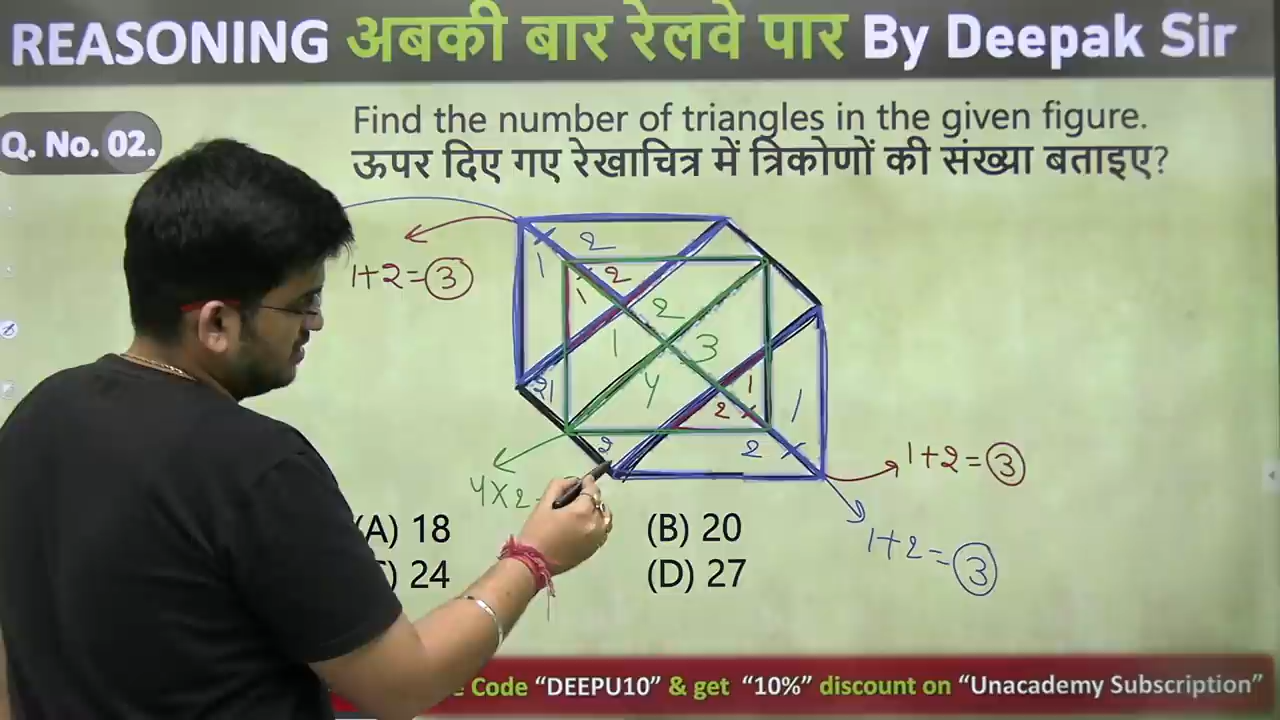 REASONING अबकी बार रेलवे पार By Deepak Sir
Q. No. 02.
Find the number of triangles in the given figure.
ऊपर दिए गए रेखाचित्र में त्रिकोणों की संख्या बताइए?
1+2=3
2
1
2
1
2
1
3
4
1
2
1
2
21
2
1+2=3
1+2=3
4×2
(A) 18
(B) 20
24
(D) 27
Code “DEEPU10” & get “10%” discount on “Unacademy Subscription”